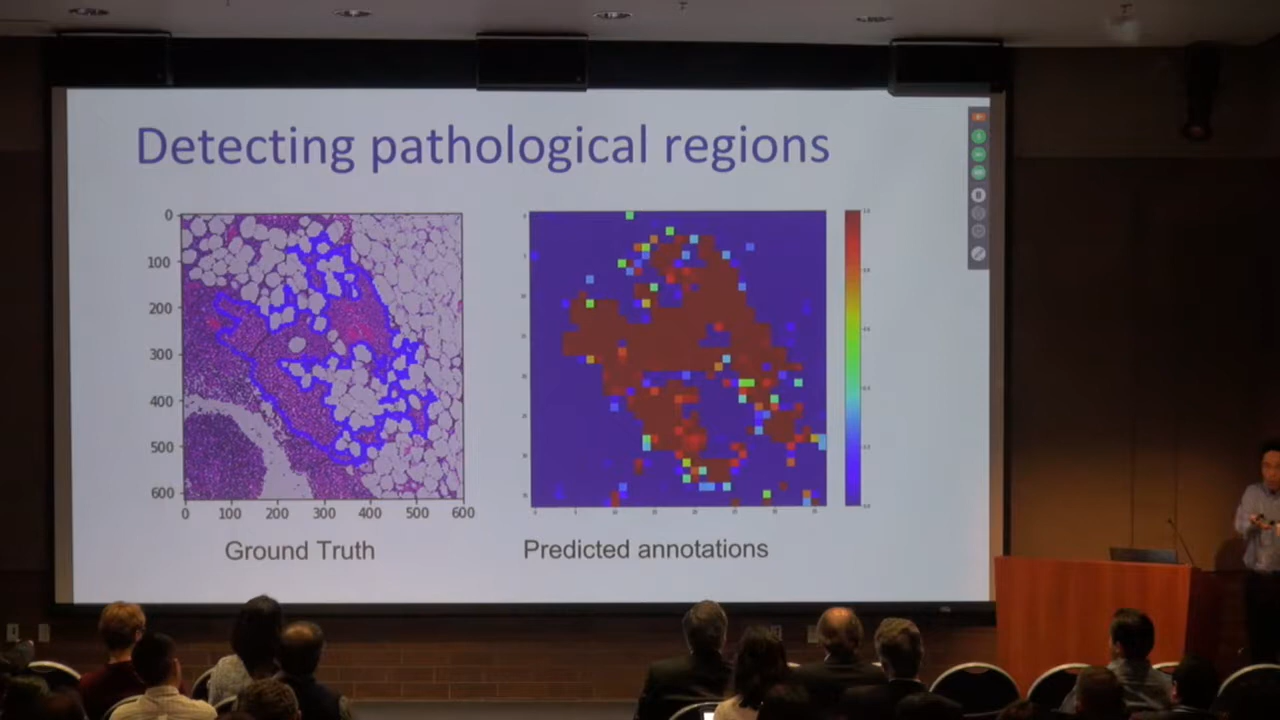 Detecting pathological regions
0
100
200
300
400
500
600
0 100 200 300 400 500 600
Ground Truth
Predicted annotations